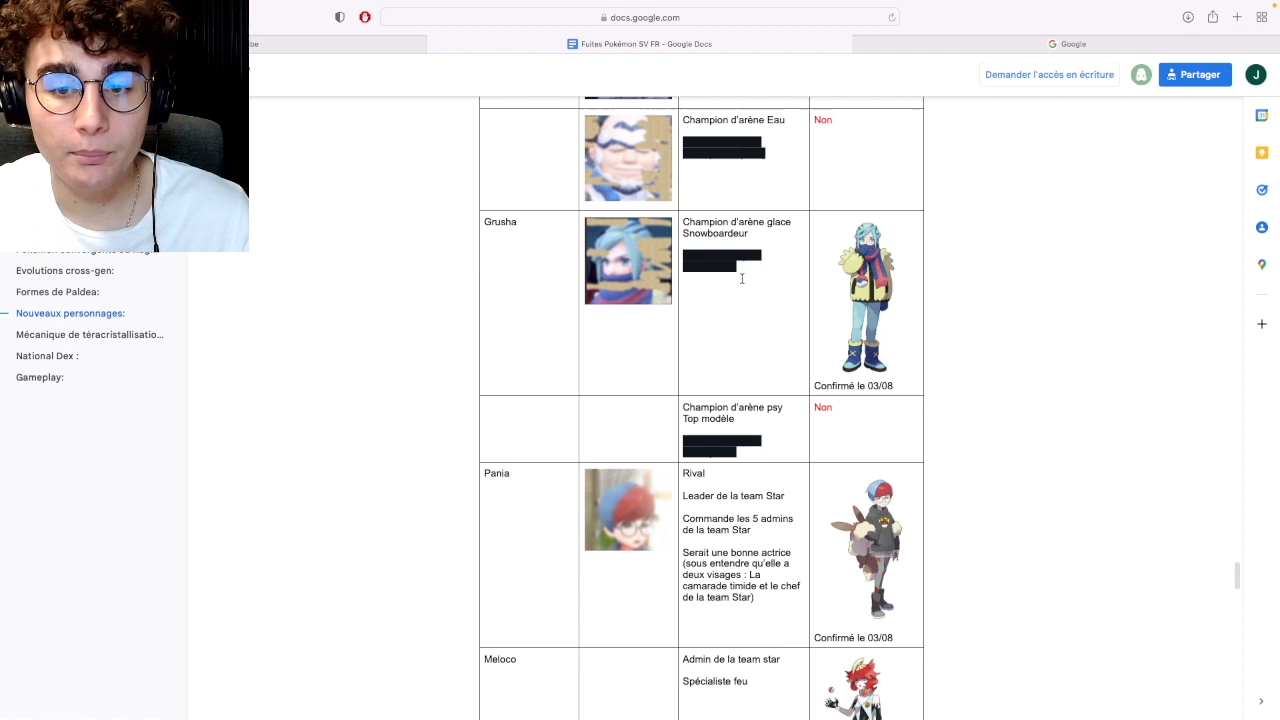 docs.google.com
be
Fuites Pokémon SV FR - Google Docs
Google
Demander l'accès en écriture
Partager
J
Evolutions cross-gen:
Formes de Paldea:
Nouveaux personnages:
Mécanique de téracristallisatio...
National Dex :
Gameplay:
Champion d'arène Eau
Non
Grusha
Champion d'arène glace
Snowboardeur
Confirmé le 03/08
Champion d'arène psy
Top modèle
Non
Pania
Rival
Leader de la team Star
Commande les 5 admins
de la team Star
Serait une bonne actrice
(sous entendre qu'elle a
deux visages : La
camarade timide et le chef
de la team Star)
Confirmé le 03/08
Meloco
Admin de la team star
Spécialiste feu